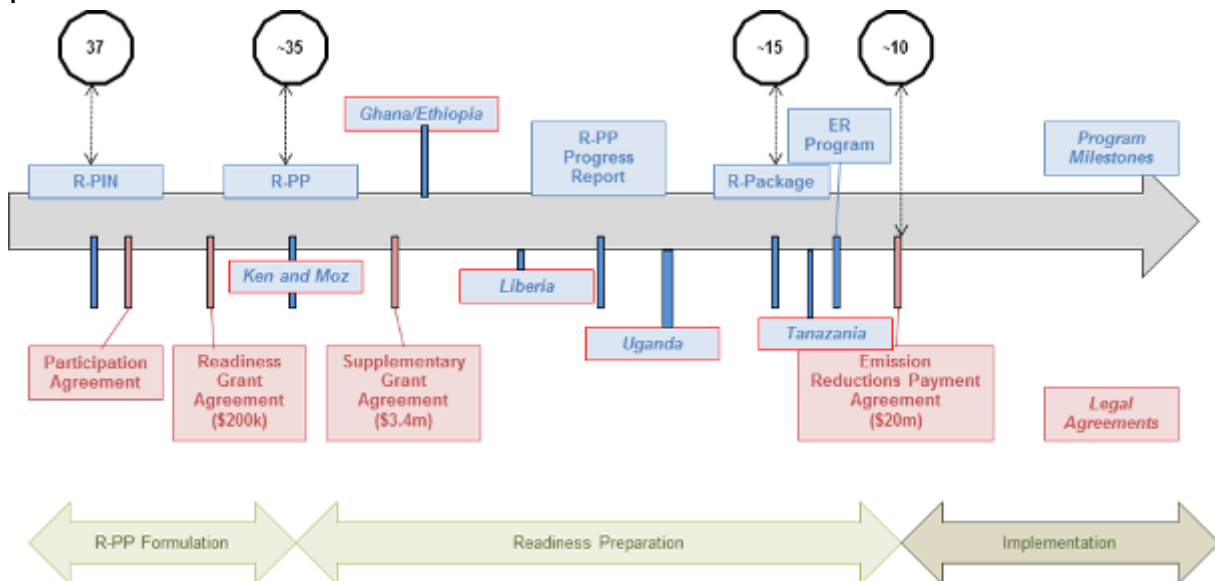 37
~35
~15
~10
Ghana/Ethiopia
R-PP
Progress
Report
ER
Program
Program
Milestones
R-PIN
R-PP
R-Package
Ken and Moz
Liberia
Uganda
Tanazania
Participation
Agreement
Readiness
Grant
Agreement
($200k)
Supplementary
Grant
Agreement
($3.4m)
Emission
Reductions Payment
Agreement
($20m)
Legal
Agreements
R-PP Formulation
Readiness Preparation
Implementation